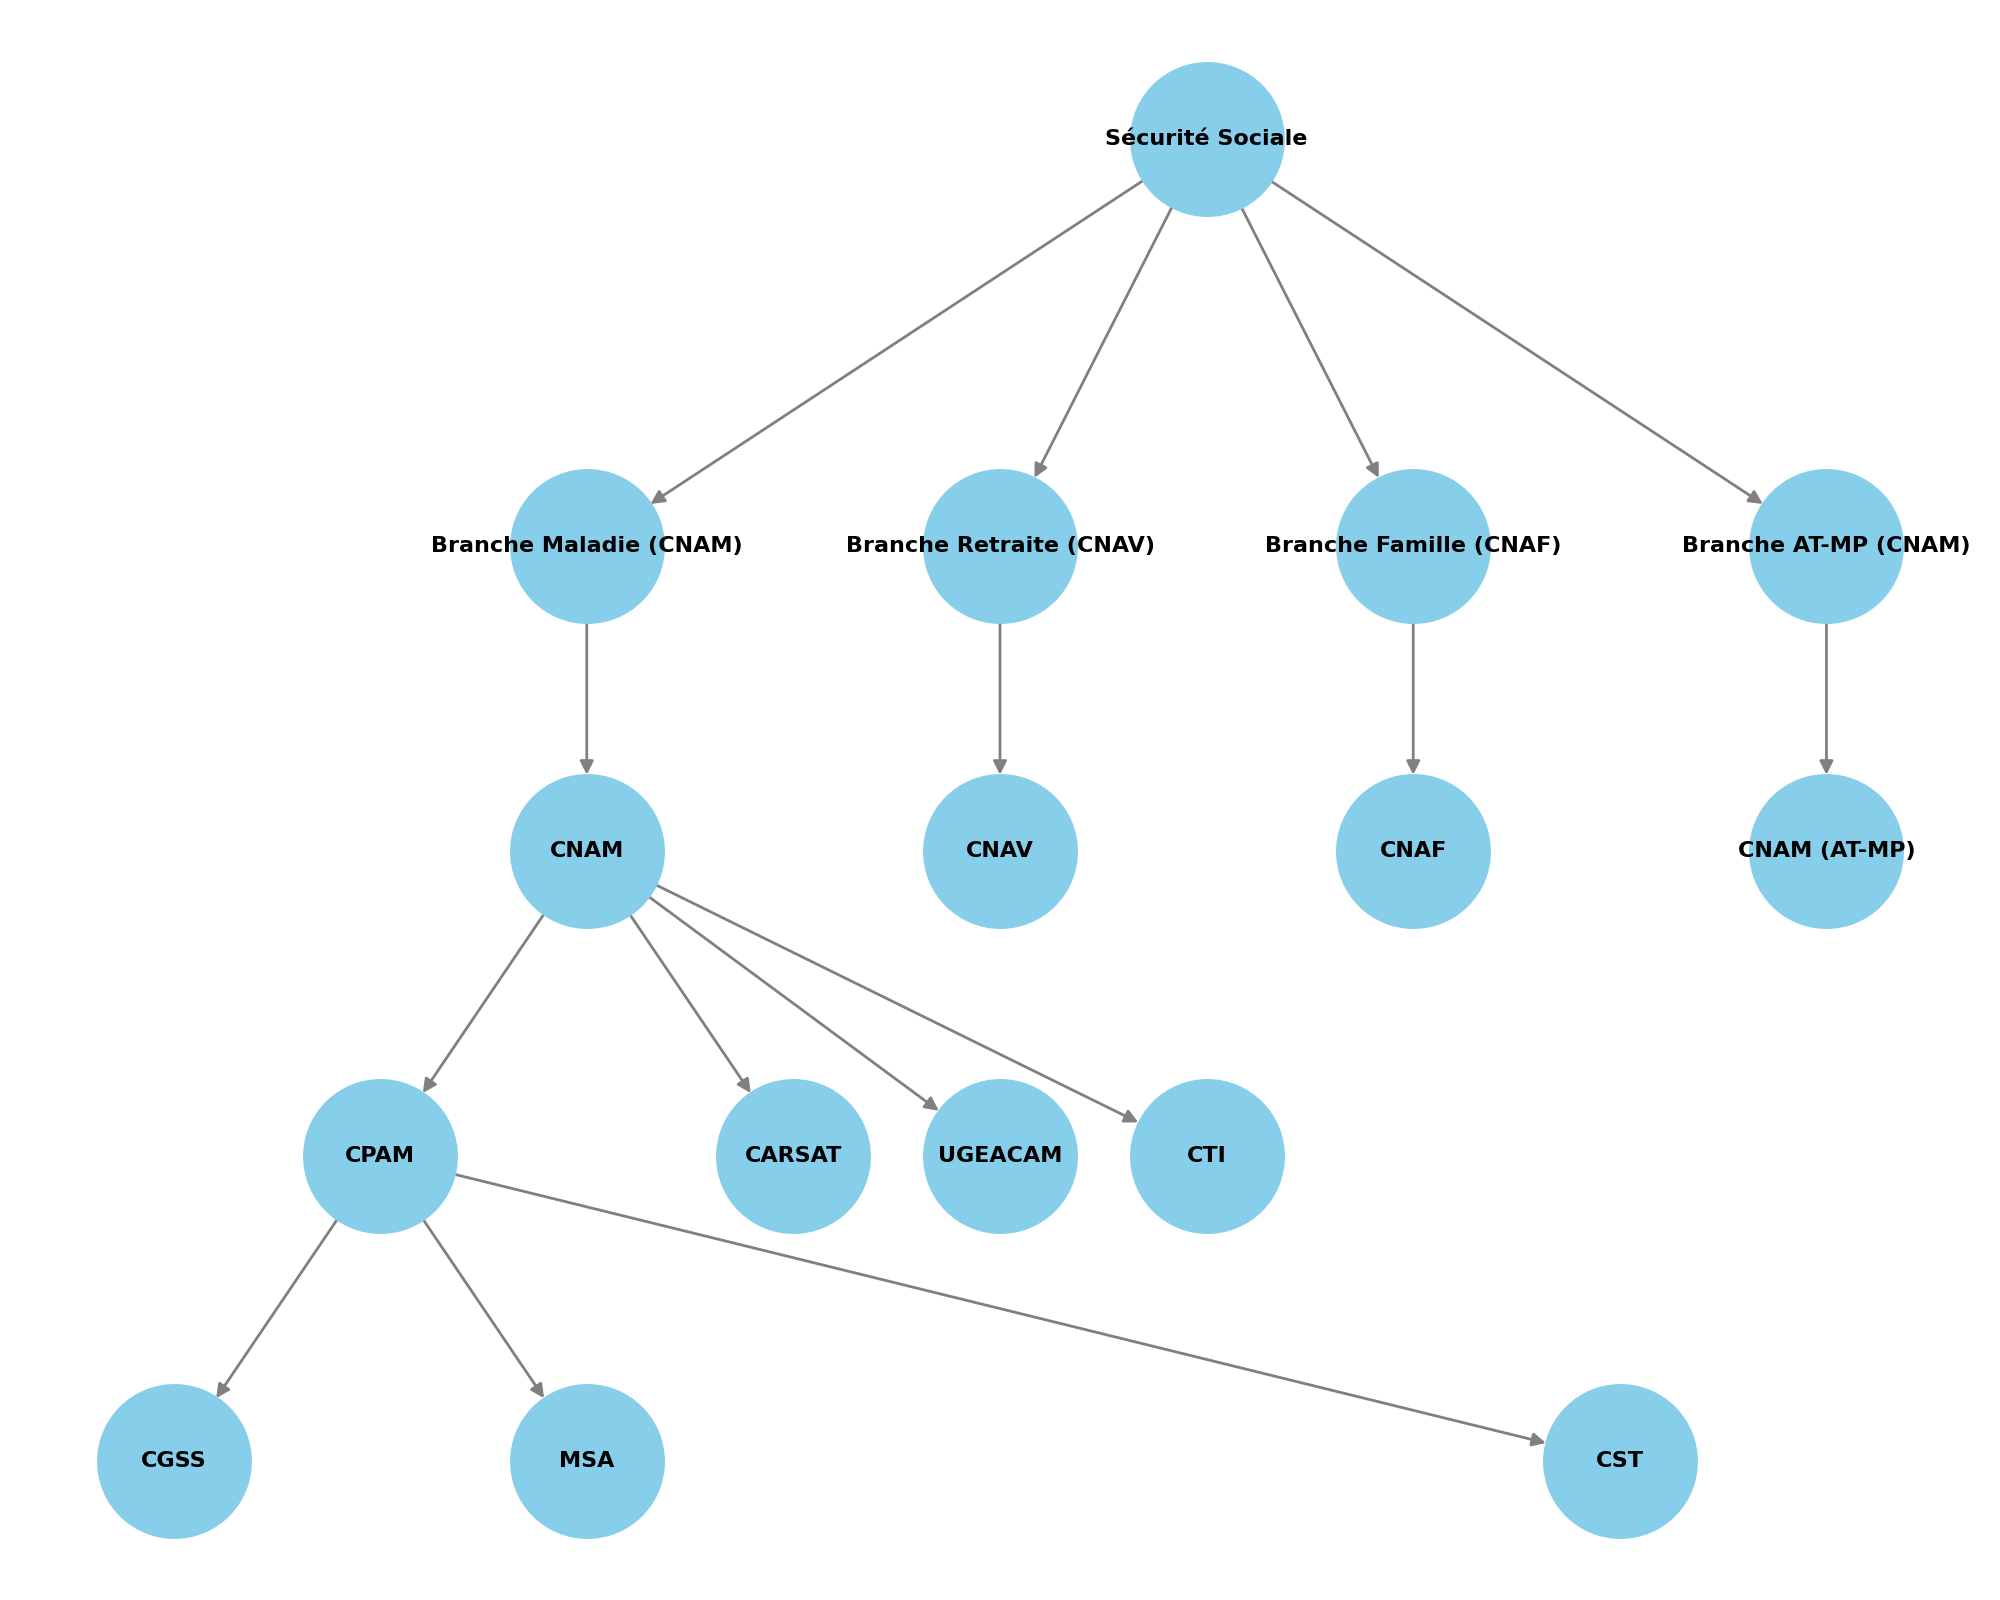 Sécurité Sociale
Branche Maladie (CNAM)
Branche Retraite (CNAV)
Branche Famille (CNAF)
Branche AT-MP (CNAM)
CNAM
CNAV
CNAF
CNAM (AT-MP)
CPAM
CARSAT
UGEACAM
CTI
CGSS
MSA
CST